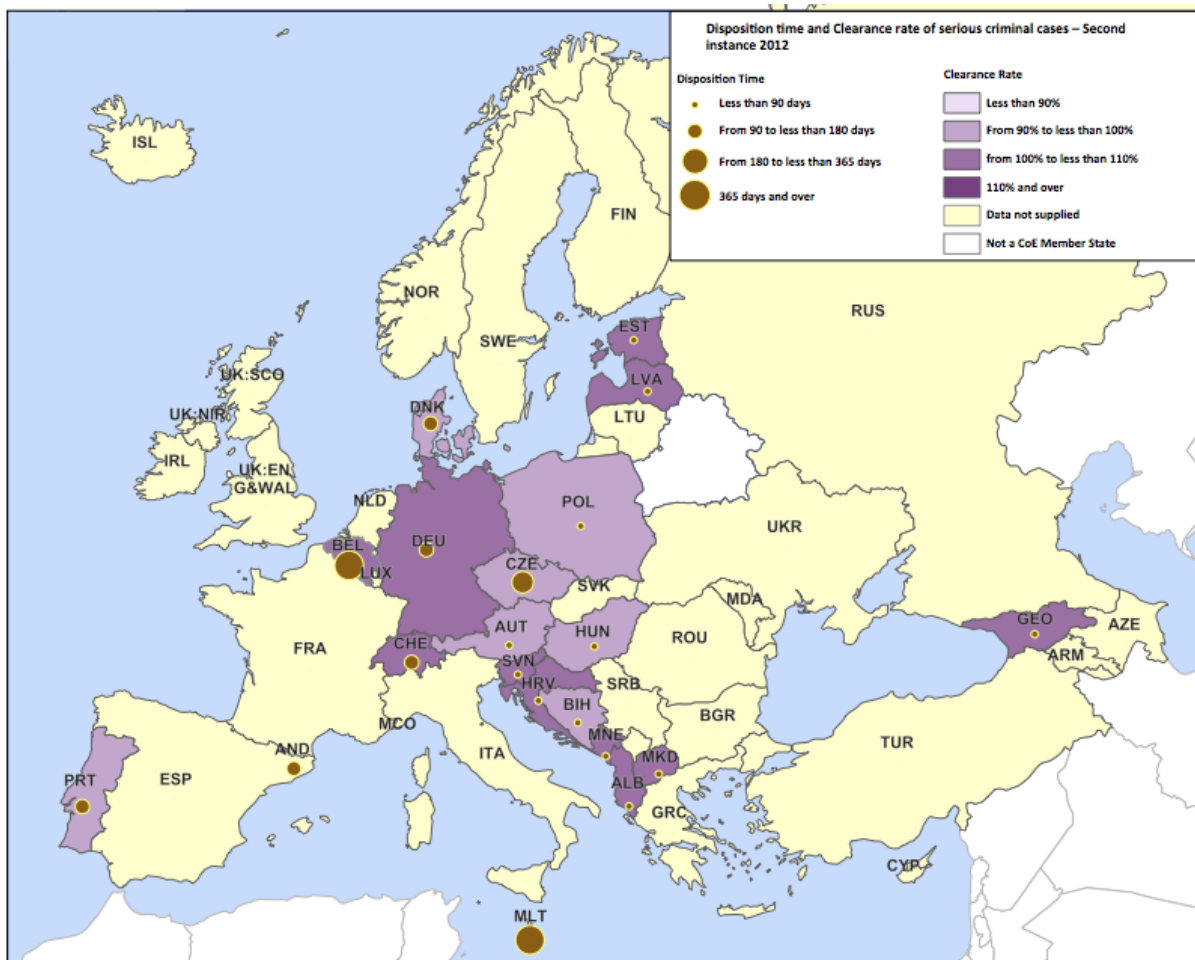 Disposition time and Clearance rate of serious criminal cases – Second
instance 2012
Disposition Time
Less than 90 days
From 90 to less than 180 days
From 180 to less than 365 days
365 days and over
Clearance Rate
Less than 90%
From 90% to less than 100%
from 100% to less than 110%
110% and over
Data not supplied
Not a CoE Member State
ISL
FIN
NOR
SWE
RUS
EST
LVA
LTU
UK:SCO
UK:NIR
IRL
UK:EN
G&WAL
DNK
NLD
BEL
LUX
DEU
POL
CZE
SVK
UKR
MDA
AUT
HUN
ROU
FRA
CHE
SVN
HRV
BIH
SRB
MNE
BGR
MKD
ALB
GRC
ITA
MCO
AND
ESP
PRT
MLT
CYP
TUR
GEO
ARM
AZE